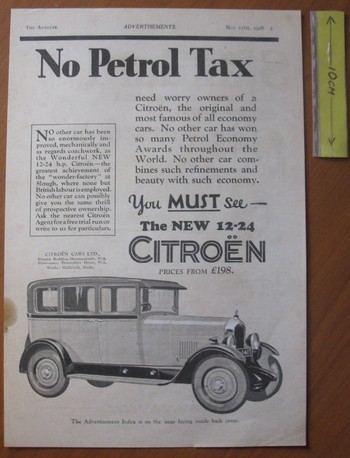 The Autocar.
ADVERTISEMENTS
May 11th, 1928.
No Petrol Tax
need worry owners of a
Citroën, the original and
most famous of all economy
cars. No other car has won
so many Petrol Economy
Awards throughout the
World. No other car com-
bines such refinements and
beauty with such economy.
NO other car has been
so enormously im-
proved, mechanically and
as regards coachwork, as
the Wonderful NEW
12-24 h.p. Citroën—the
greatest achievement of
the "wonder-factory" at
Slough, where none but
British labour is employed.
No other car can possibly
give you the same thrill
of prospective ownership.
Ask the nearest Citroën
Agent for a free trial run or
write to us for particulars.
You MUST See—
The NEW 12-24
CITROËN
PRICES FROM £198.
CITROËN CARS LTD.,
The Advertisement Index is on the page facing inside back cover.
10CM